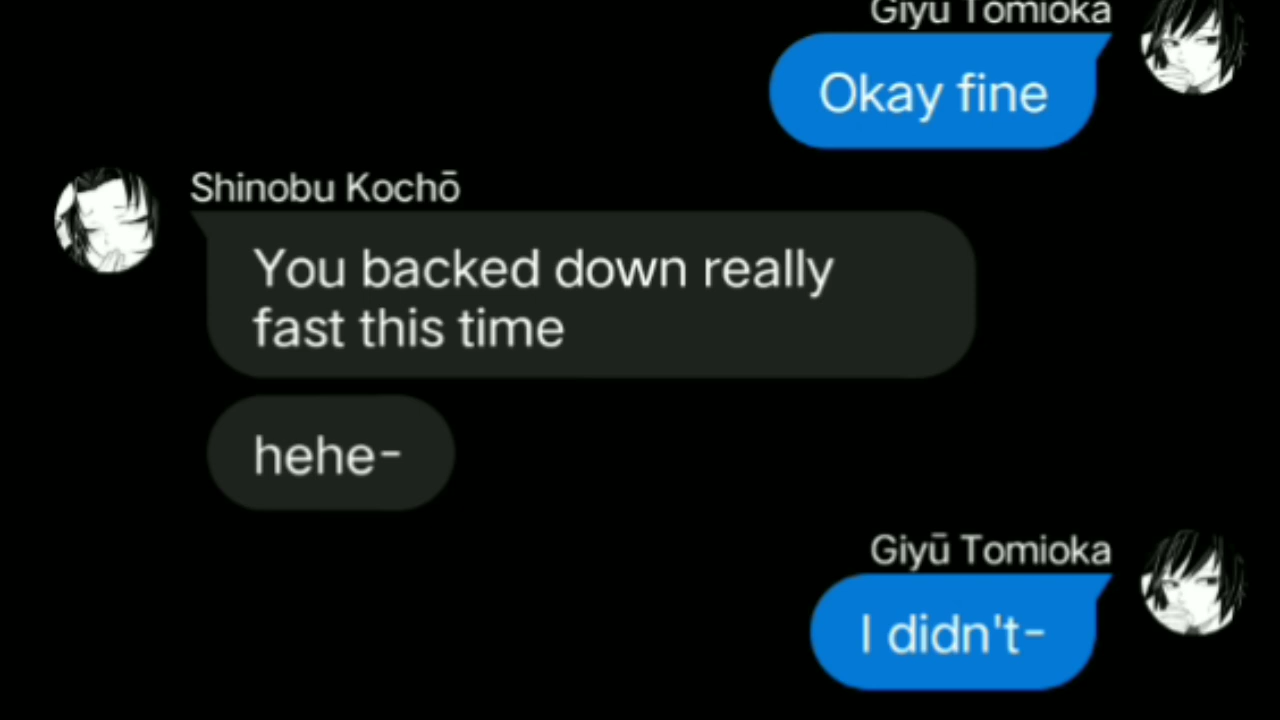 Giyū Tomioka
Okay fine
Shinobu Kochō
You backed down really
fast this time
hehe-
Giyū Tomioka
I didn't-